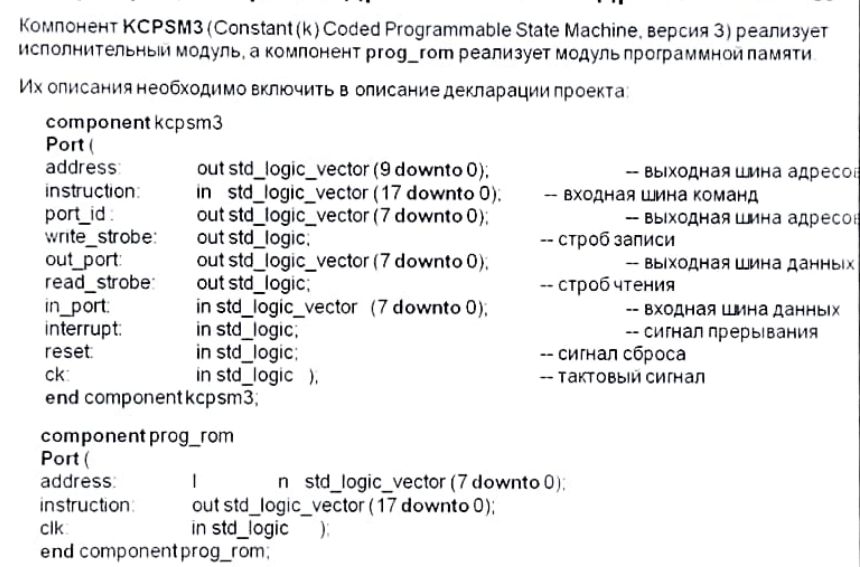 Компонент KCPSM3 (Constant (k) Coded Programmable State Machine, версия 3) реализует
исполнительный модуль, а компонент prog_rom реализует модуль программной памяти
Их описания необходимо включить в описание декларации проекта:
component kcpsm3
Port (
address: out std_logic_vector (9 downto 0); -- выходная шина
instruction: in std_logic_vector (17 downto 0); -- входная шина команд
port_id : out std_logic_vector (7 downto 0); -- выходная шина
write_strobe: out std_logic; -- строб записи
out_port: out std_logic_vector (7 downto 0); -- выходная шина данных
read_strobe: out std_logic; -- строб чтения
in_port: in std_logic_vector (7 downto 0); -- входная шина данных
interrupt: in std_logic; -- сигнал прерывания
reset: in std_logic; -- сигнал сброса
ck: in std_logic ); -- тактовый сигнал
end component kcpsm3;
component prog_rom
Port (
address: I n std_logic_vector (7 downto 0);
instruction: out std_logic_vector (17 downto 0);
clk: in std_logic );
end component prog_rom;